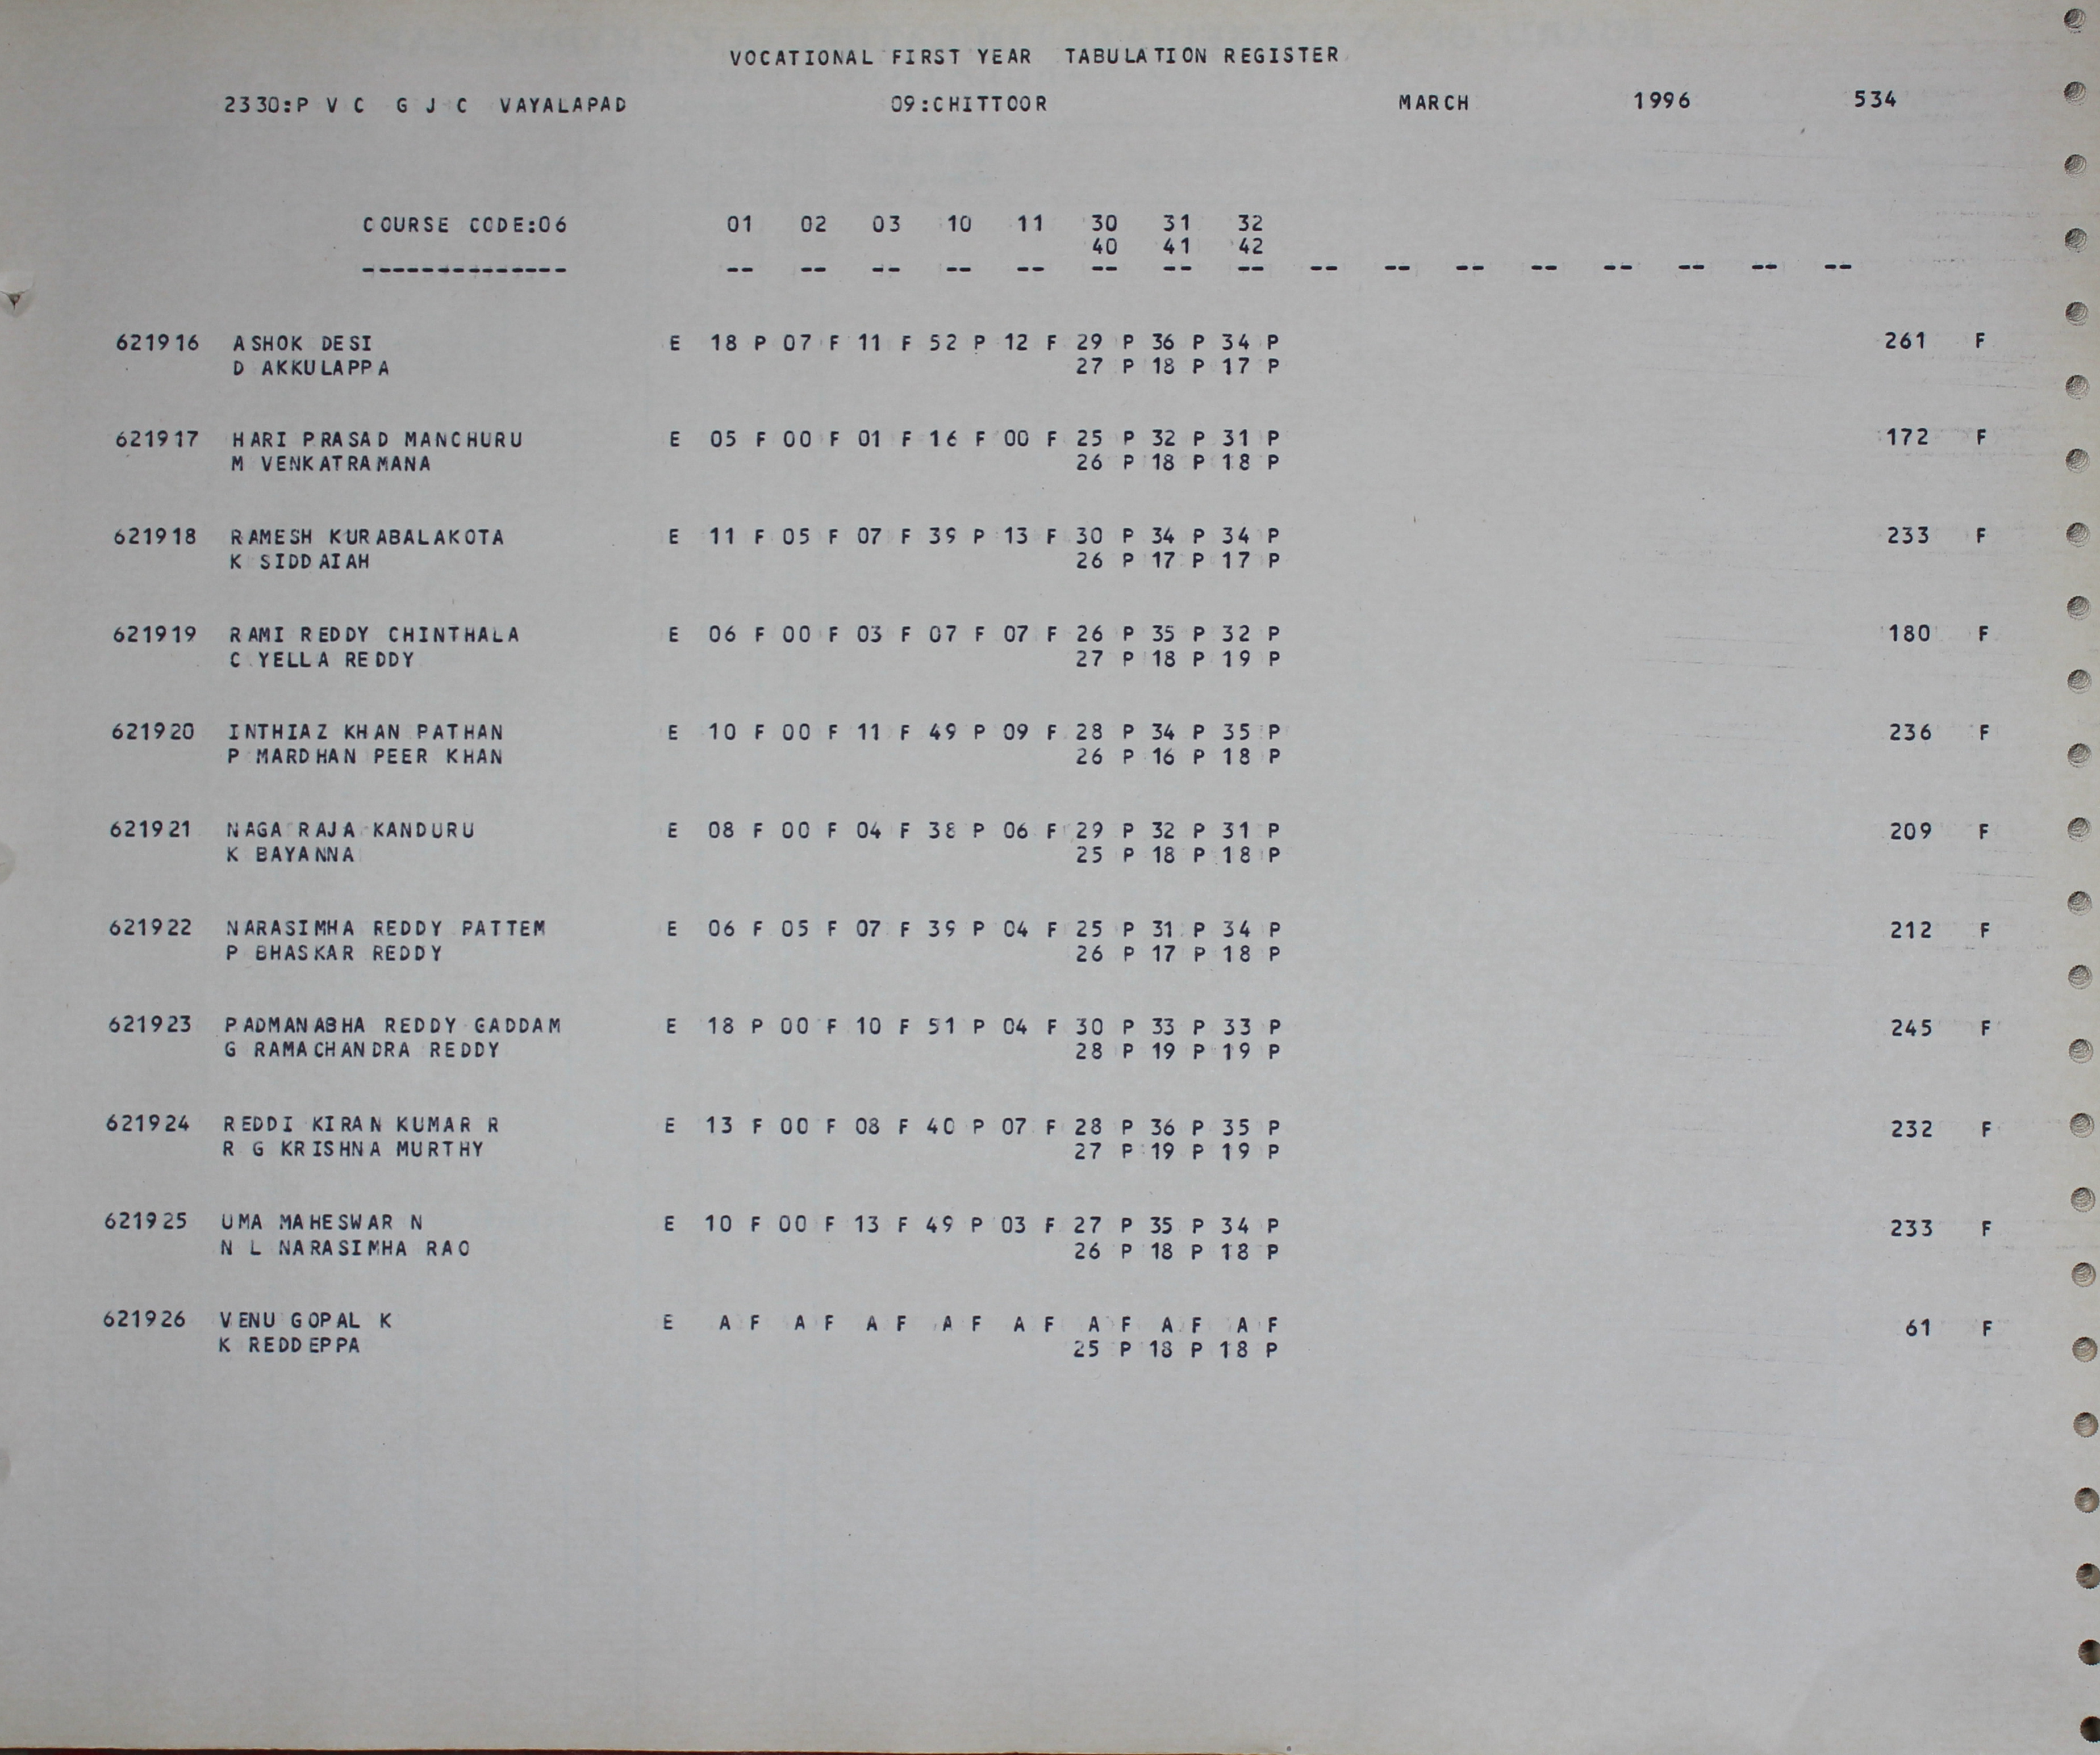 VOCATIONAL FIRST YEAR TABULATION REGISTER
2330:P V C G J C VAYALAPAD 09:CHITTOOR MARCH 1996 534
COURSE CODE:06 01 02 03 10 11 30 31 32
40 41 42
-------------- -- -- -- -- -- -- -- -- -- -- -- -- -- -- -- --
621916 ASHOK DESI E 18 P 07 F 11 F 52 P 12 F 29 P 36 P 34 P 261 F
D AKKULAPPA 27 P 18 P 17 P
621917 HARI PRASAD MANCHURU E 05 F 00 F 01 F 16 F 00 F 25 P 32 P 31 P 172 F
M VENKATRAMANA 26 P 18 P 18 P
621918 RAMESH KURABALAKOTA E 11 F 05 F 07 F 39 P 13 F 30 P 34 P 34 P 233 F
K SIDDAIAH 26 P 17 P 17 P
621919 RAMI REDDY CHINTHALA E 06 F 00 F 03 F 07 F 07 F 26 P 35 P 32 P 180 F
C YELLA REDDY 27 P 18 P 19 P
621920 INTHIAZ KHAN PATHAN E 10 F 00 F 11 F 49 P 09 F 28 P 34 P 35 P 236 F
P MARDHAN PEER KHAN 26 P 16 P 18 P
621921 NAGA RAJA KANDURU E 08 F 00 F 04 F 38 P 06 F 29 P 32 P 31 P 209 F
K BAYANNA 25 P 18 P 18 P
621922 NARASIMHA REDDY PATTEM E 06 F 05 F 07 F 39 P 04 F 25 P 31 P 34 P 212 F
P BHASKAR REDDY 26 P 17 P 18 P
621923 PADMANABHA REDDY GADDAM E 18 P 00 F 10 F 51 P 04 F 30 P 33 P 33 P 245 F
G RAMACHANDRA REDDY 28 P 19 P 19 P
621924 REDDI KIRAN KUMAR R E 13 F 00 F 08 F 40 P 07 F 28 P 36 P 35 P 232 F
R G KRISHNA MURTHY 27 P 19 P 19 P
621925 UMA MAHESWAR N E 10 F 00 F 13 F 49 P 03 F 27 P 35 P 34 P 233 F
N L NARASIMHA RAO 26 P 18 P 18 P
621926 VENU GOPAL K E A F A F A F A F A F A F A F A F 61 F
K REDDEPPA 25 P 18 P 18 P